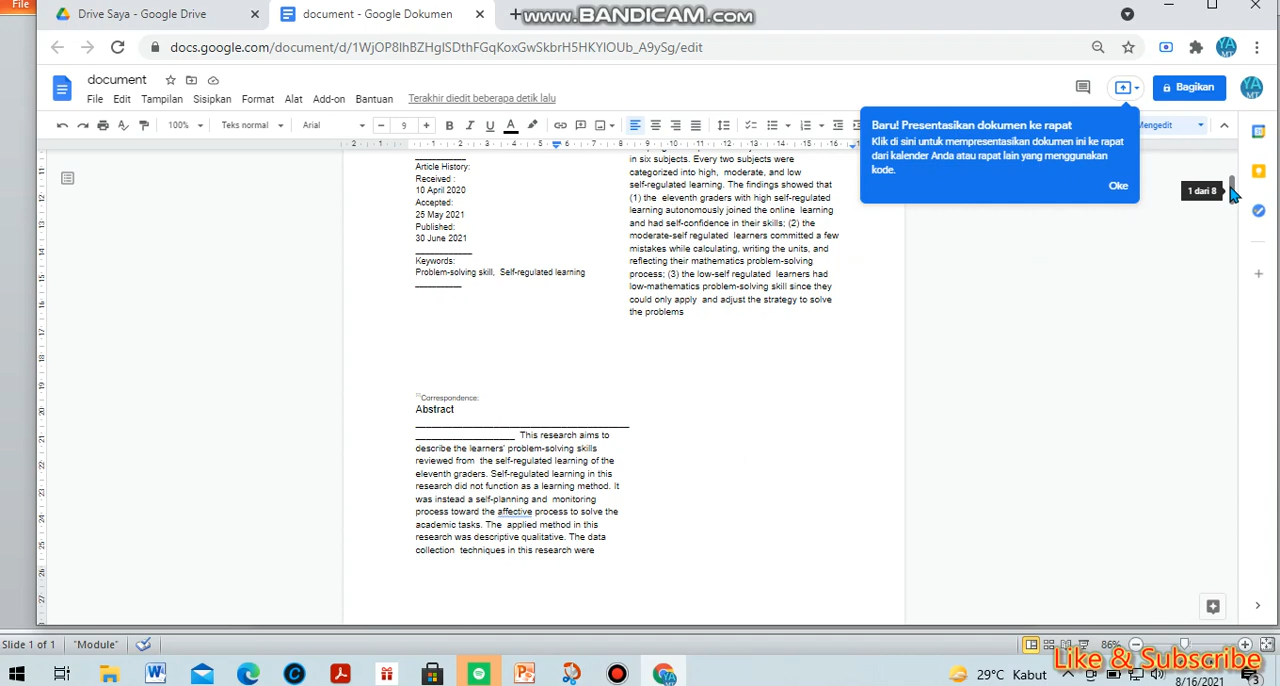 File
Drive Saya - Google Drive
document - Google Dokumen
www.BANDICAM.com
docs.google.com/document/d/1WjOP8IhBZHgISDthFGqKoxGwSkbrH5HKYlOUb_A9ySg/edit
document
File Edit Tampilan Sisipkan Format Alat Add-on Bantuan Terakhir diedit beberapa detik lalu
Bagikan
100% Teks normal Arial 9 Mengedit
Baru! Presentasikan dokumen ke rapat
Klik di sini untuk mempresentasikan dokumen ini ke rapat
dari kalender Anda atau rapat lain yang menggunakan
kode.
Oke
1 dari 8
Article History:
Received :
10 April 2020
Accepted:
25 May 2021
Published:
30 June 2021
Keywords:
Problem-solving skill, Self-regulated learning
in six subjects. Every two subjects were
categorized into high, moderate, and low
self-regulated learning. The findings showed that
(1) the eleventh graders with high self-regulated
learning autonomously joined the online learning
and had self-confidence in their skills; (2) the
moderate-self regulated learners committed a few
mistakes while calculating, writing the units, and
reflecting their mathematics problem-solving
process; (3) the low-self regulated learners had
low-mathematics problem-solving skill since they
could only apply and adjust the strategy to solve
the problems
Correspondence:
Abstract
This research aims to
describe the learners' problem-solving skills
reviewed from the self-regulated learning of the
eleventh graders. Self-regulated learning in this
research did not function as a learning method. It
was instead a self-planning and monitoring
process toward the affective process to solve the
academic tasks. The applied method in this
research was descriptive qualitative. The data
collection techniques in this research were
Slide 1 of 1 "Module" 86%
Like & Subscribe
29°C Kabut
8/16/2021